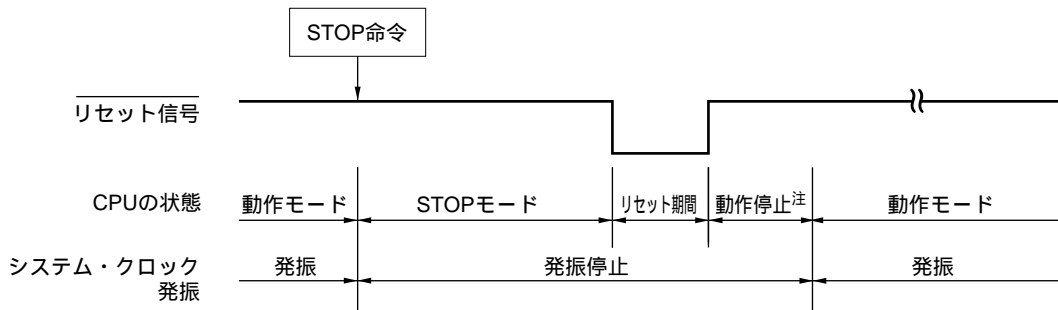 STOP命令
リセット信号
CPUの状態 動作モード STOPモード リセット期間 動作停止注 動作モード
システム・クロック 発振 発振停止 発振
発振